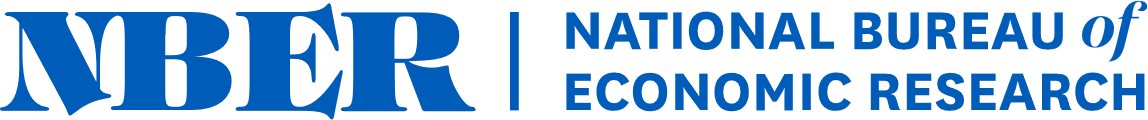 NBER
NATIONAL BUREAU of
ECONOMIC RESEARCH